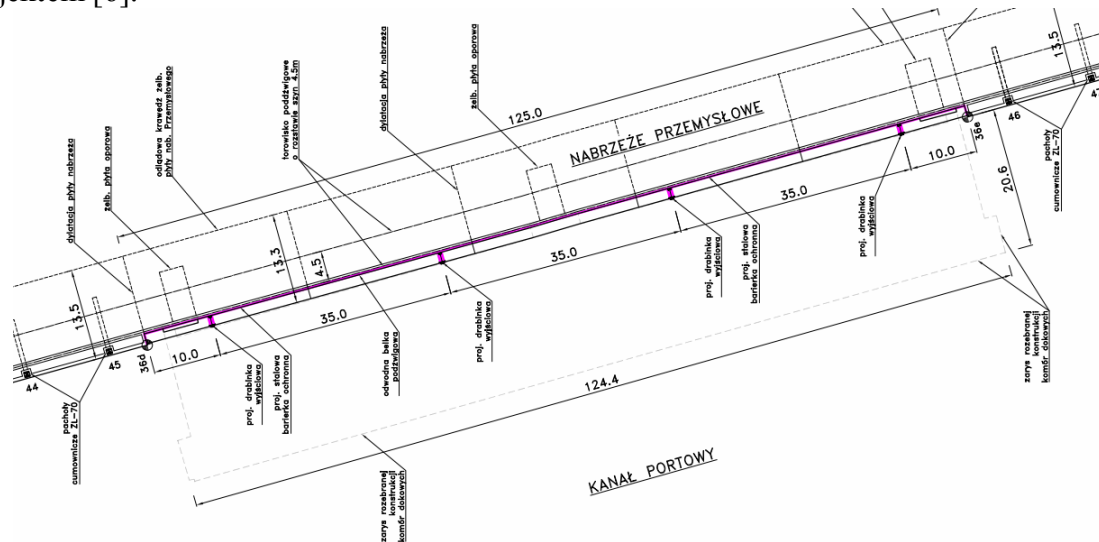 dylatacja płyty nabrzeża
żelb. płyta oporowa
odlądowa krawędź żelb.
płyty nab. Przemysłowego
torowisko poddźwigowe
o rozstawie szyn 4.5m
dylatacja płyty nabrzeża
żelb. płyta oporowa
125.0
NABRZEŻE PRZEMYSŁOWE
13.5
13.3
4.5
13.5
44
45
36d
36e
46
47
pachoły
cumownicze ZL-70
pachoły
cumownicze ZL-70
10.0
35.0
35.0
35.0
10.0
20.6
proj. drabinka
wyjściowa
proj. stalowa
barierka ochronna
odwodna belka
podźwigowa
proj. drabinka
wyjściowa
proj. drabinka
wyjściowa
proj. stalowa
barierka ochronna
proj. drabinka
wyjściowa
zarys rozebranej
konstrukcji
komór dokowych
124.4
zarys rozebranej
konstrukcji
komór dokowych
KANAŁ PORTOWY